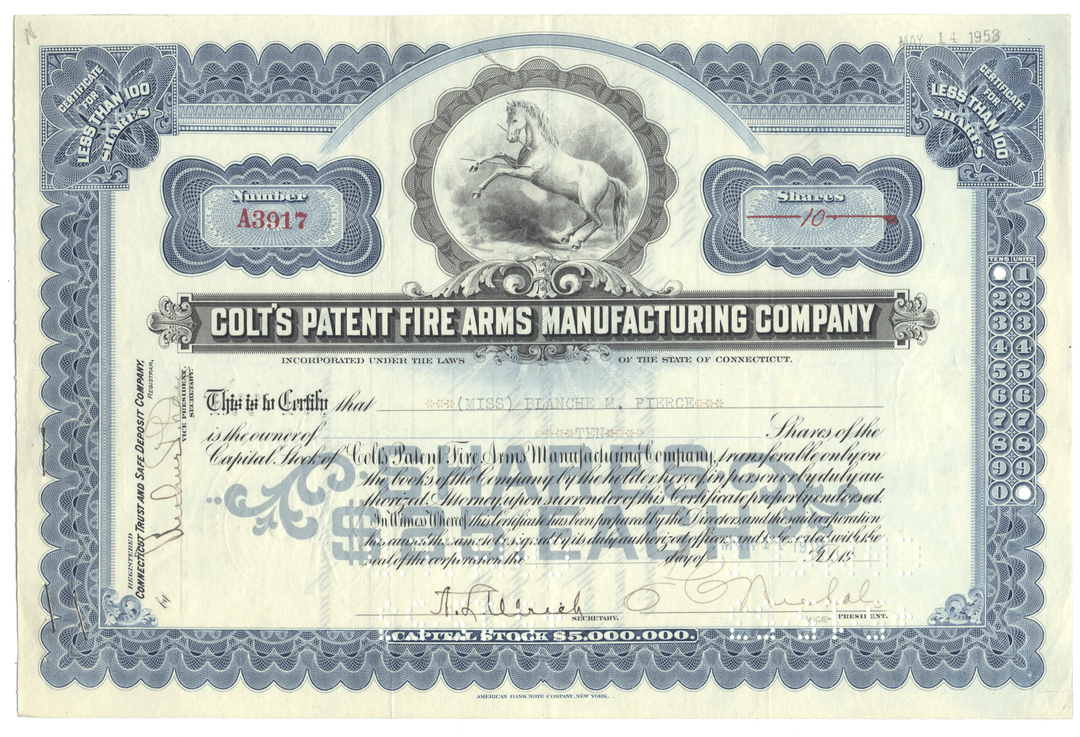 MAY 14 1953
CERTIFICATE FOR LESS THAN 100 SHARES
CERTIFICATE FOR LESS THAN 100 SHARES
Number
A3917
Shares
10
TENS UNITS
1
2 2
3 3
4 4
5 5
6 6
7 7
8 8
9 9
0
COLT'S PATENT FIRE ARMS MANUFACTURING COMPANY
INCORPORATED UNDER THE LAWS OF THE STATE OF CONNECTICUT.
This is to Certify that ***(MISS) BLANCHE M. PIERCE***
is the owner of ***TEN*** Shares of the
Capital Stock of Colt's Patent Fire Arms Manufacturing Company, transferable only on
the books of the Company by the holder hereof in person or by duly au-
thorized Attorney upon surrender of this Certificate properly endorsed.
In Witness Whereof this certificate has been prepared by the Directors and the said corporation
has caused the same to be signed by its duly authorized officers and to be sealed with the
seal of the corporation the day of A.D. 19
SHARES
EACH
SECRETARY.
VICE-PRESIDENT.
CAPITAL STOCK $5,000,000.
AMERICAN BANK NOTE COMPANY, NEW YORK.
REGISTERED
CONNECTICUT TRUST AND SAFE DEPOSIT COMPANY,
REGISTRAR,
by
VICE PRESIDENT.
SECRETARY.